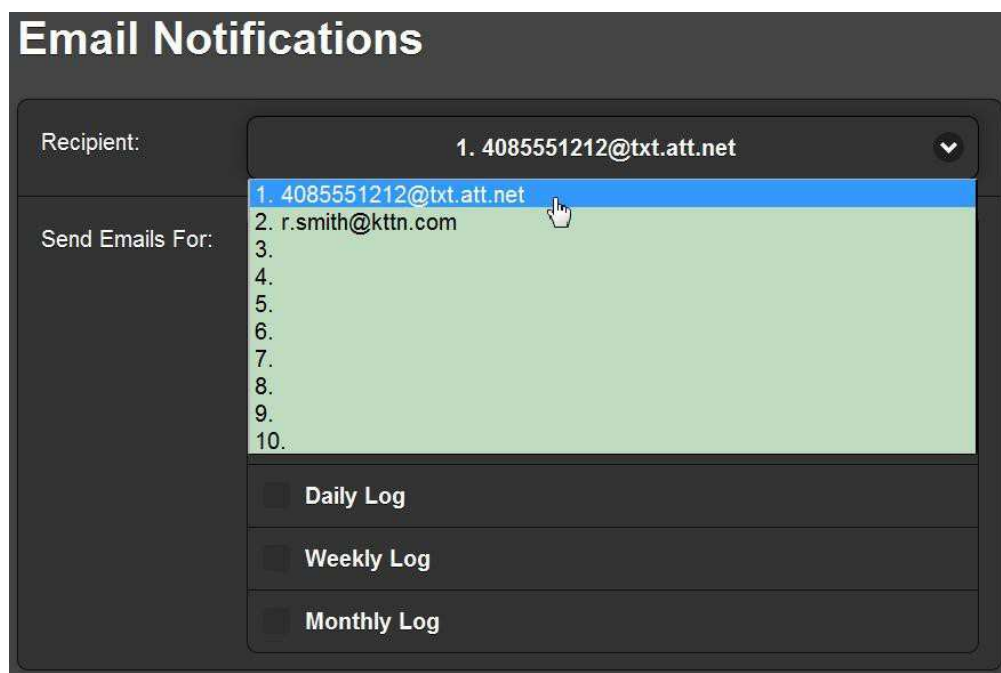 Email Notifications
Recipient:
1. 4085551212@txt.att.net
1. 4085551212@txt.att.net
2. r.smith@kttn.com
Send Emails For:
3.
4.
5.
6.
7.
8.
9.
10.
Daily Log
Weekly Log
Monthly Log